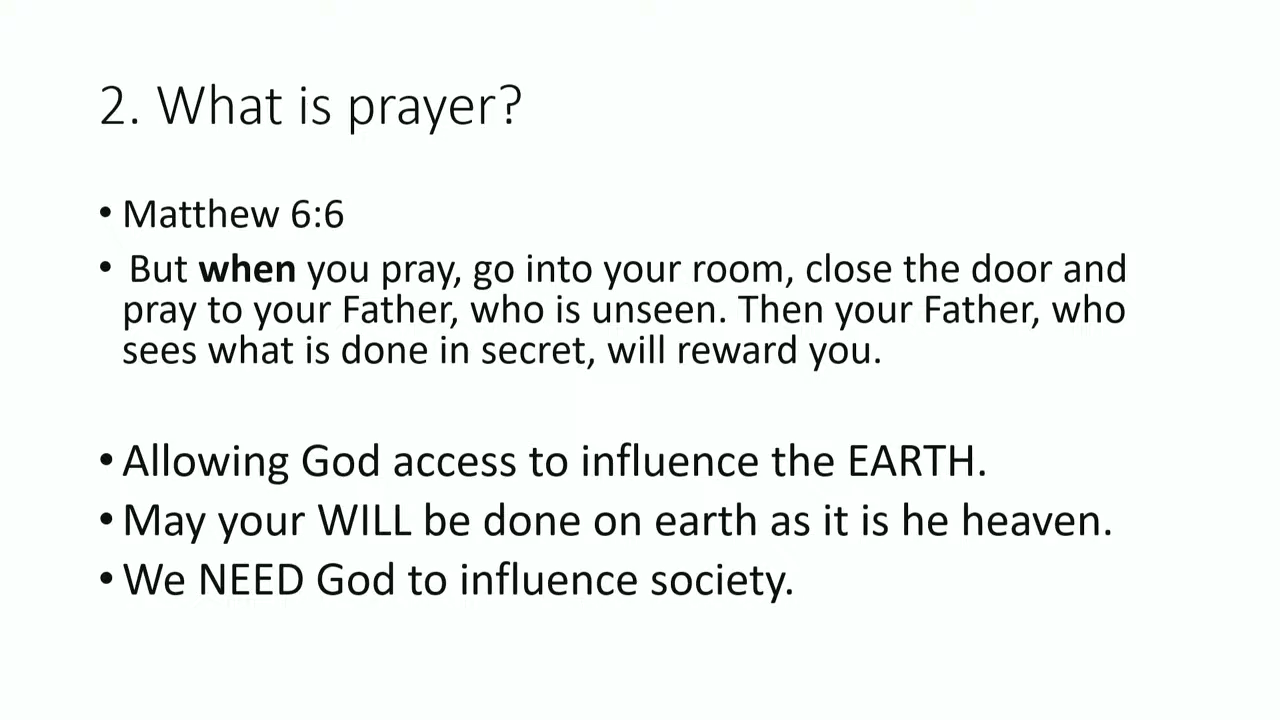 2. What is prayer?
• Matthew 6:6
• But when you pray, go into your room, close the door and
pray to your Father, who is unseen. Then your Father, who
sees what is done in secret, will reward you.
• Allowing God access to influence the EARTH.
• May your WILL be done on earth as it is he heaven.
• We NEED God to influence society.